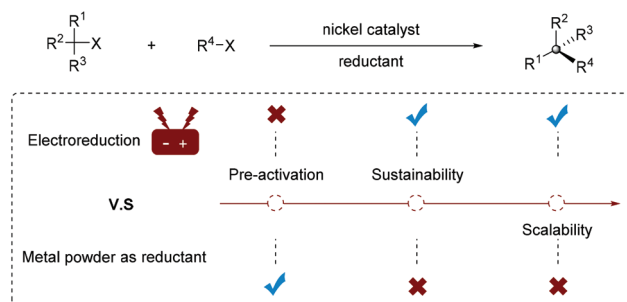 R¹
R² X + R⁴–X nickel catalyst
R³ reductant
R²
R³
R¹ R⁴
Electroreduction
- +
Pre-activation Sustainability
V.S
Scalability
Metal powder as reductant